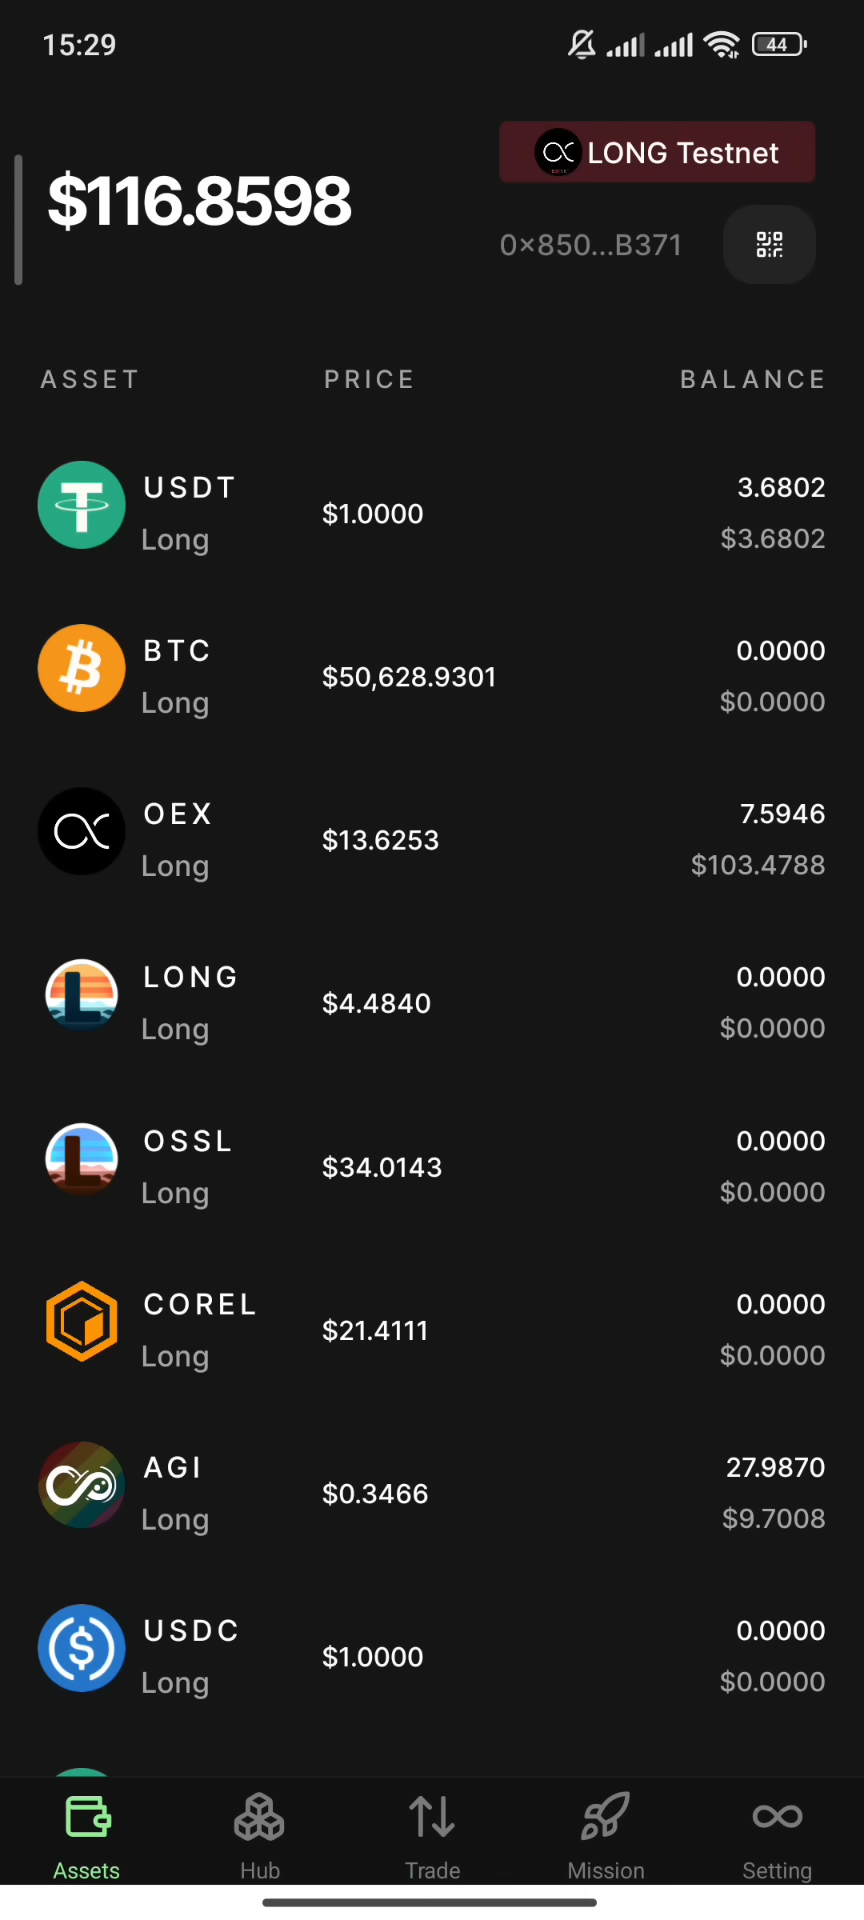 15:29
44
$116.8598
LONG Testnet
0×850...B371
ASSET PRICE BALANCE
USDT
Long
$1.0000
3.6802
$3.6802
BTC
Long
$50,628.9301
0.0000
$0.0000
OEX
Long
$13.6253
7.5946
$103.4788
LONG
Long
$4.4840
0.0000
$0.0000
OSSL
Long
$34.0143
0.0000
$0.0000
COREL
Long
$21.4111
0.0000
$0.0000
AGI
Long
$0.3466
27.9870
$9.7008
USDC
Long
$1.0000
0.0000
$0.0000
Assets Hub Trade Mission Setting